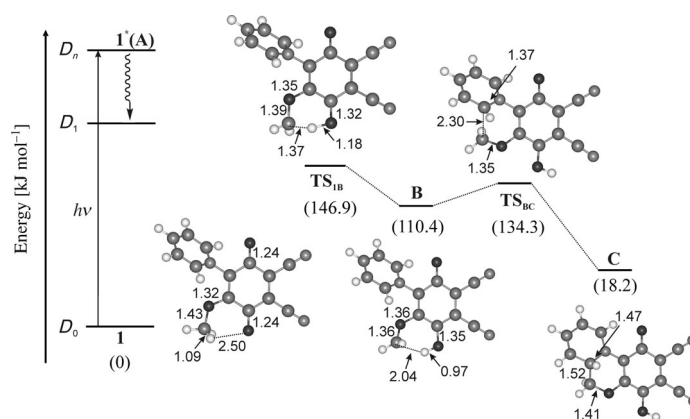 Energy [kJ mol⁻¹]
Dₙ
1*(A)
D₁
hν
D₀
1
(0)
1.35
1.39
1.32
1.37
1.18
TS₁B
(146.9)
B
(110.4)
1.37
2.30
1.35
TS_BC
(134.3)
C
(18.2)
1.24
1.32
1.43
1.24
1.09
2.50
1.36
1.36
1.35
2.04
0.97
1.47
1.52
1.41